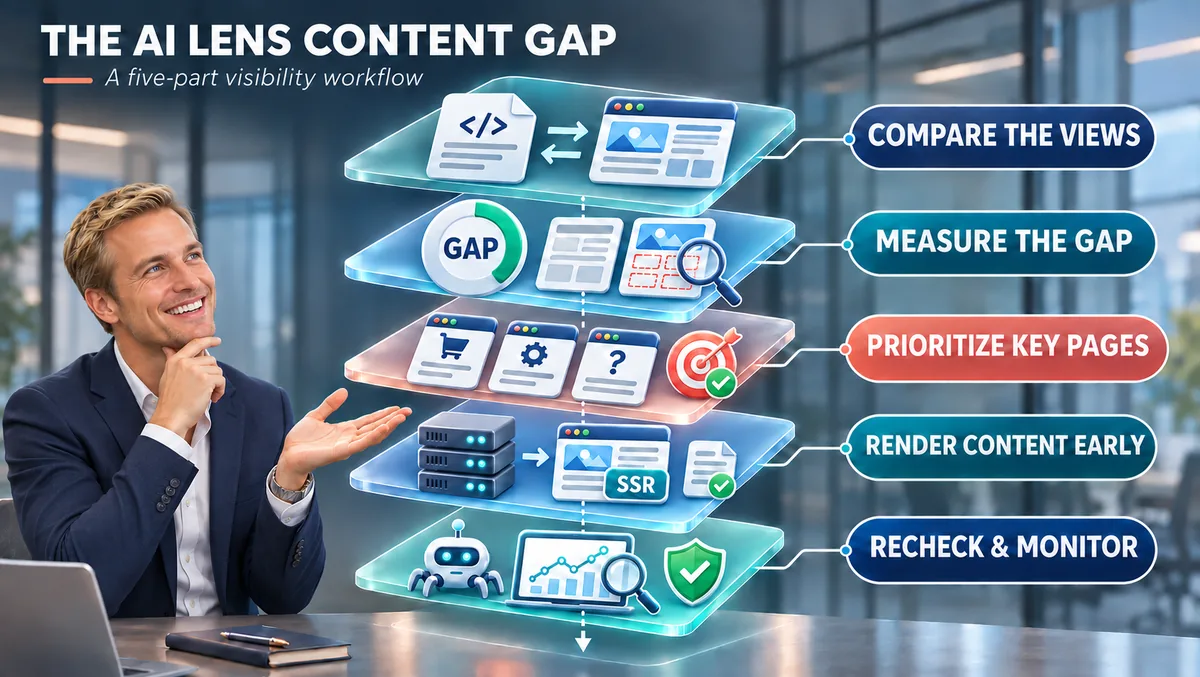 THE AI LENS CONTENT GAP
A five-part visibility workflow
</>
COMPARE THE VIEWS
GAP
MEASURE THE GAP
?
PRIORITIZE KEY PAGES
SSR
RENDER CONTENT EARLY
RECHECK & MONITOR